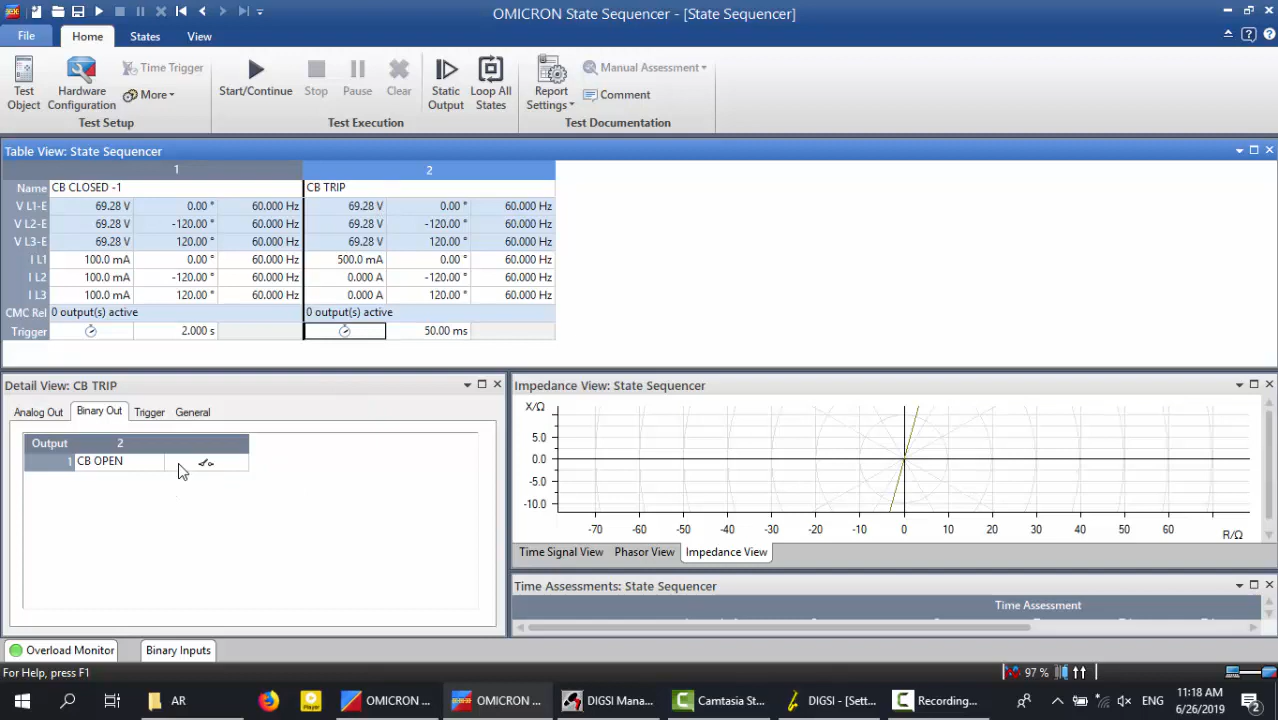 OMICRON State Sequencer - [State Sequencer]
File Home States View
Test Object
Hardware Configuration
Time Trigger
More
Start/Continue
Stop
Pause
Clear
Static Output
Loop All States
Report Settings
Manual Assessment
Comment
Test Setup Test Execution Test Documentation
Table View: State Sequencer
1 2
Name CB CLOSED -1 CB TRIP
V L1-E 69.28 V 0.00 ° 60.000 Hz 69.28 V 0.00 ° 60.000 Hz
V L2-E 69.28 V -120.00 ° 60.000 Hz 69.28 V -120.00 ° 60.000 Hz
V L3-E 69.28 V 120.00 ° 60.000 Hz 69.28 V 120.00 ° 60.000 Hz
I L1 100.0 mA 0.00 ° 60.000 Hz 500.0 mA 0.00 ° 60.000 Hz
I L2 100.0 mA -120.00 ° 60.000 Hz 0.000 A -120.00 ° 60.000 Hz
I L3 100.0 mA 120.00 ° 60.000 Hz 0.000 A 120.00 ° 60.000 Hz
CMC Rel 0 output(s) active 0 output(s) active
Trigger 2.000 s 50.00 ms
Detail View: CB TRIP
Analog Out Binary Out Trigger General
Output 2
1 CB OPEN
Impedance View: State Sequencer
X/Ω
5.0
0.0
-5.0
-10.0
-70 -60 -50 -40 -30 -20 -10 0 10 20 30 40 50 60
R/Ω
Time Signal View Phasor View Impedance View
Time Assessments: State Sequencer
Time Assessment
Overload Monitor Binary Inputs
For Help, press F1
97 %
AR
Player
OMICRON ...
OMICRON ...
DIGSI Mana...
Camtasia St...
DIGSI - [Sett...
Recording...
ENG
11:18 AM
6/26/2019
2